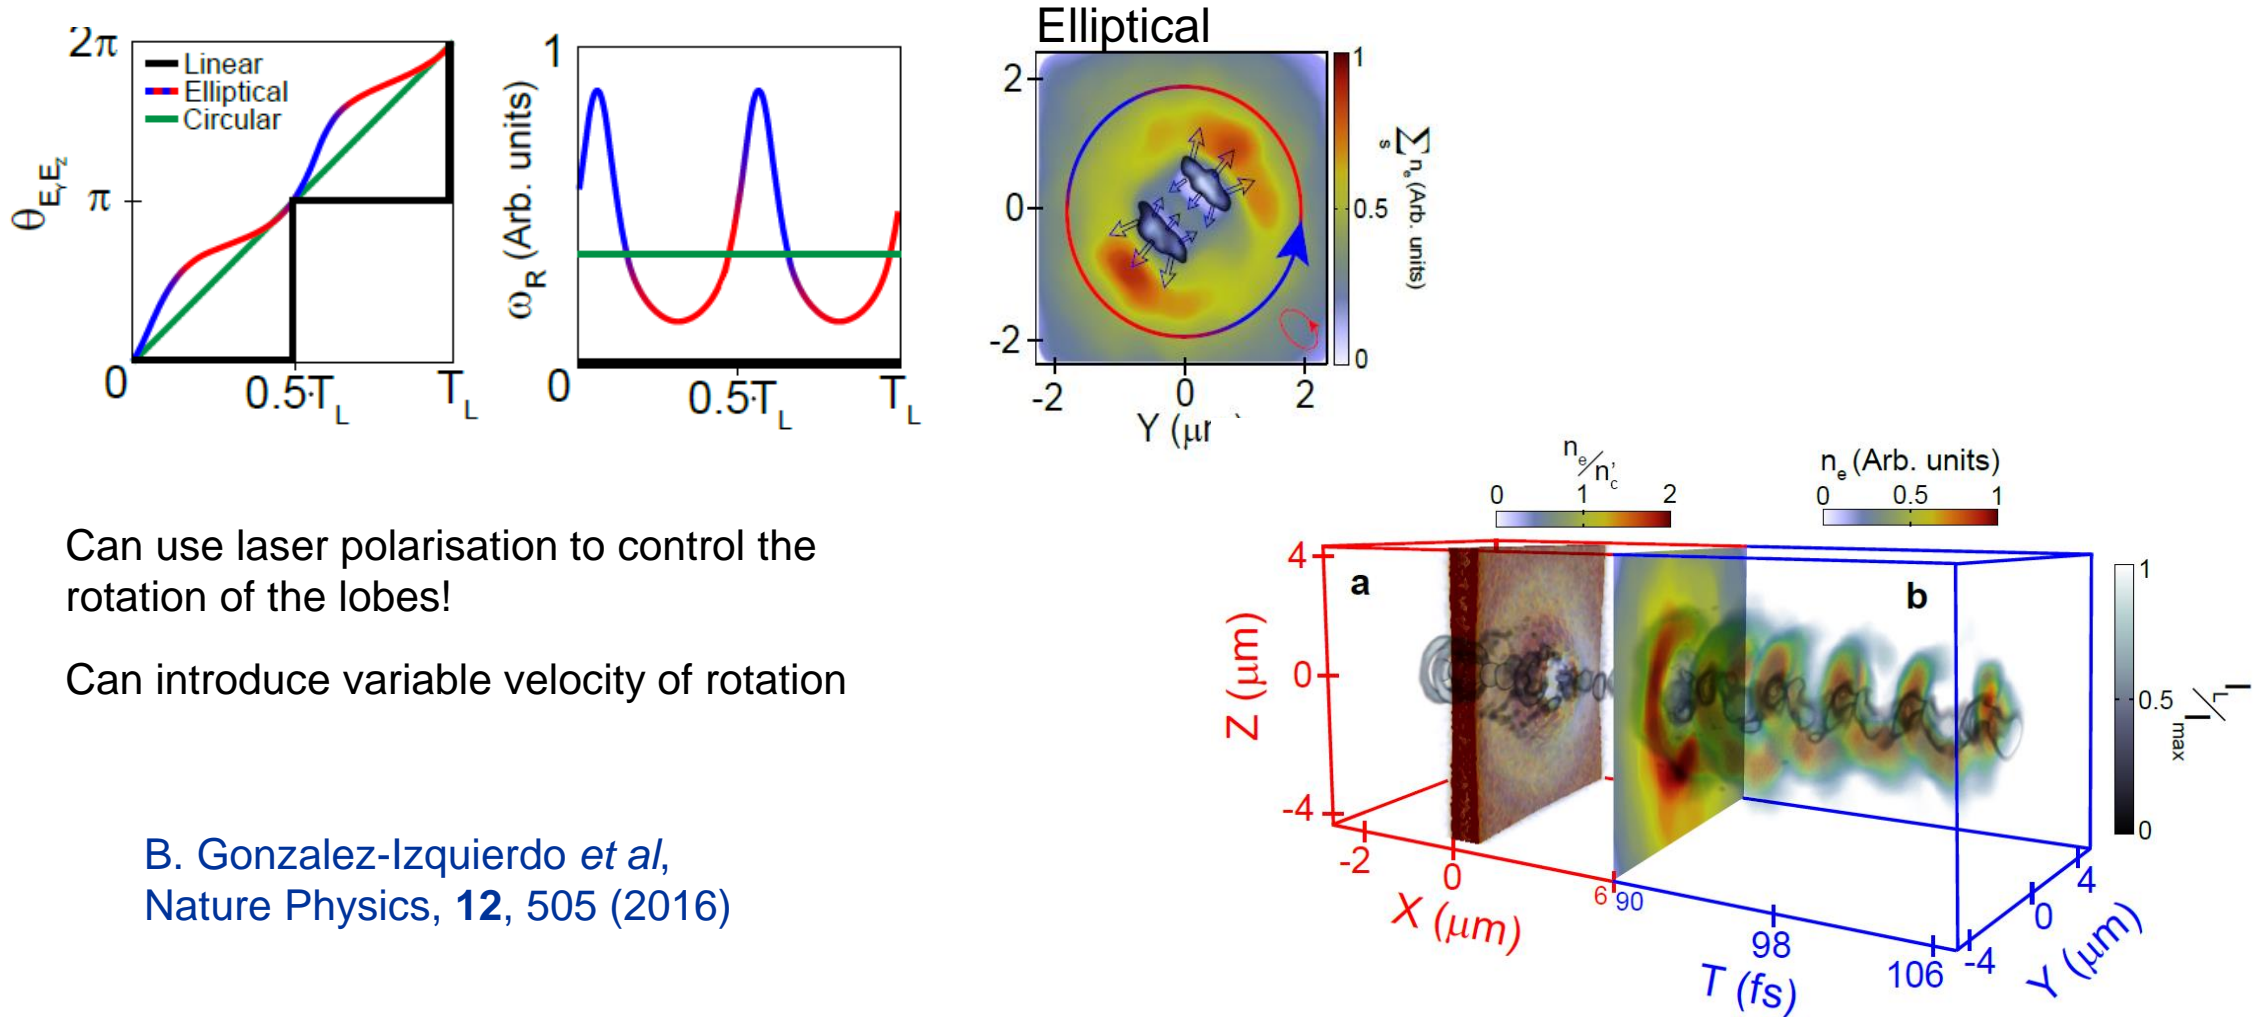 2π
π
0
0.5·T_L
T_L
θ_E_Y E_z
Linear
Elliptical
Circular
1
0
0.5·T_L
T_L
ω_R (Arb. units)
Elliptical
2
0
-2
-2
0
2
Y (μ
1
0.5
0
∑_s n_e (Arb. units)
Can use laser polarisation to control the
rotation of the lobes!
Can introduce variable velocity of rotation
B. Gonzalez-Izquierdo et al,
Nature Physics, 12, 505 (2016)
n_e/n'_c
0 1 2
n_e (Arb. units)
0 0.5 1
a
b
4
0
-4
Z (μm)
-2
0
6
X (μm)
90
98
106
T (fs)
-4
0
4
Y (μm)
1
0.5
0
I_L/I_max